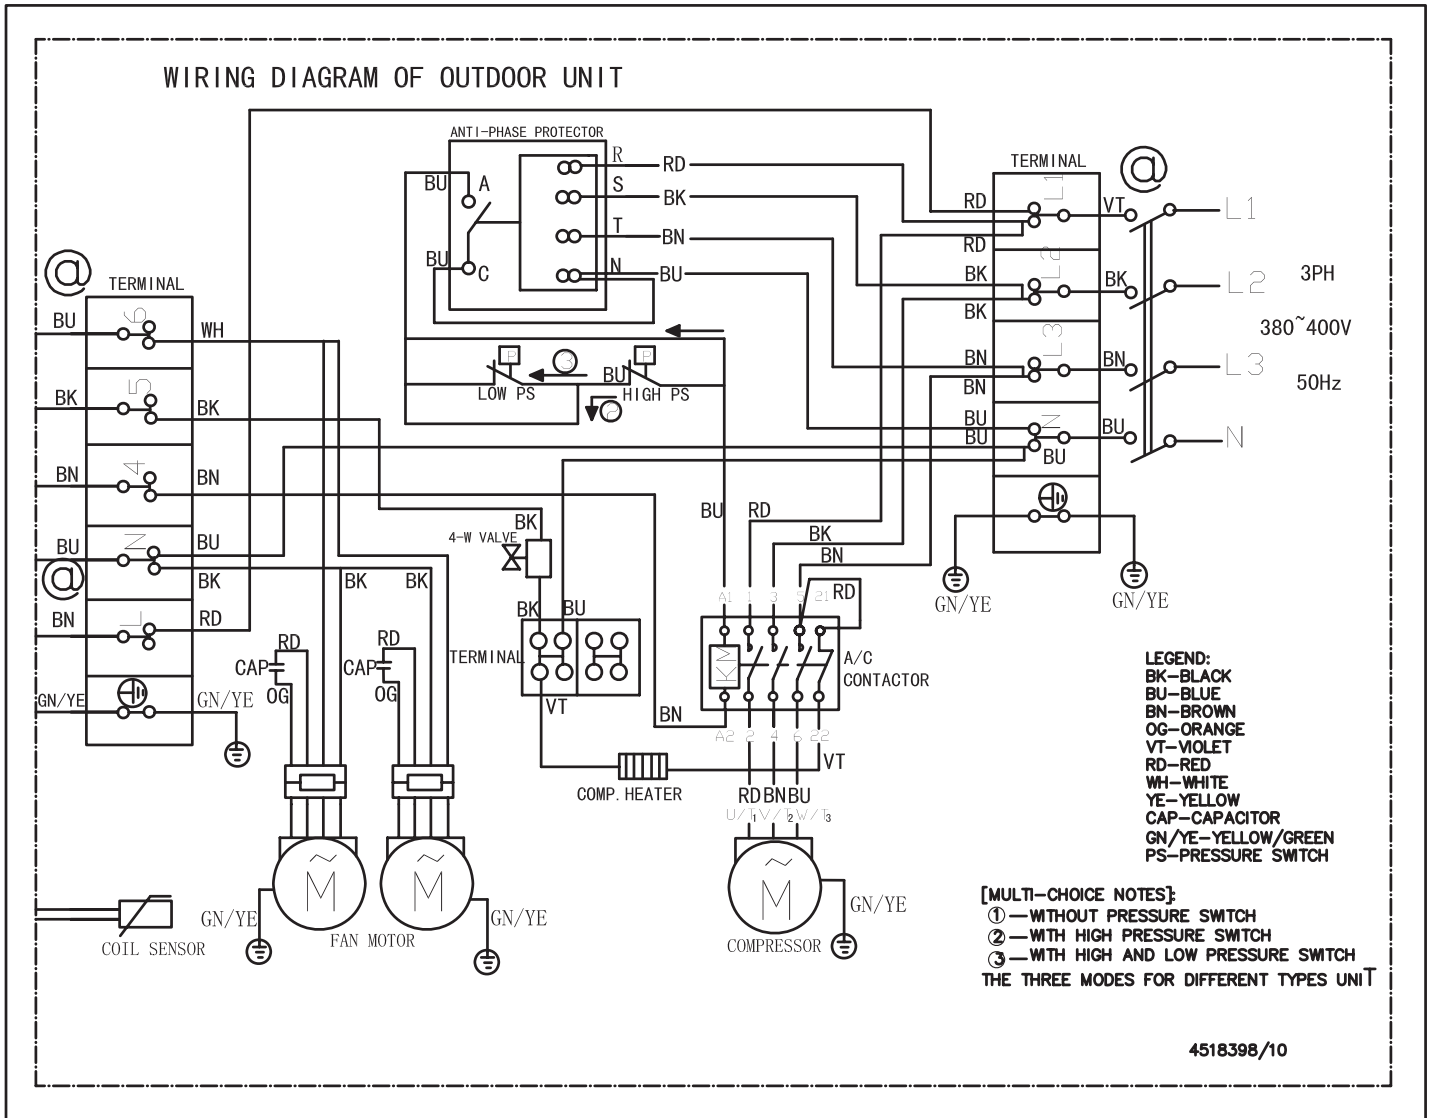 WIRING DIAGRAM OF OUTDOOR UNIT
ANTI-PHASE PROTECTOR
R
RD
S
BK
T
BN
N
BU
BU
A
BU
C
TERMINAL
@
RD
L1
VT
L1
RD
BK
L2
BK
L2
3PH
BK
380~400V
BN
L3
BN
L3
50Hz
BN
BU
N
BU
N
BU
BU
GN/YE
GN/YE
@
TERMINAL
BU
6
WH
BK
5
BK
BN
4
BN
BU
N
BU
@
BK
BN
L
RD
GN/YE
GN/YE
P
3
P
BU
LOW PS
HIGH PS
2
BK
4-W VALVE
BK
BU
TERMINAL
VT
BU
RD
BK
BN
RD
A1
1
3
5
21
KM
A/C
CONTACTOR
BN
A2
2
4
6
22
VT
COMP. HEATER
RD
BN
BU
U/T1
V/T2
W/T3
M
COMPRESSOR
GN/YE
BK
BK
RD
CAP
OG
RD
CAP
OG
M
M
GN/YE
FAN MOTOR
GN/YE
COIL SENSOR
LEGEND:
BK-BLACK
BU-BLUE
BN-BROWN
OG-ORANGE
VT-VIOLET
RD-RED
WH-WHITE
YE-YELLOW
CAP-CAPACITOR
GN/YE-YELLOW/GREEN
PS-PRESSURE SWITCH
[MULTI-CHOICE NOTES]:
① — WITHOUT PRESSURE SWITCH
② — WITH HIGH PRESSURE SWITCH
③ — WITH HIGH AND LOW PRESSURE SWITCH
THE THREE MODES FOR DIFFERENT TYPES UNIT
4518398/10